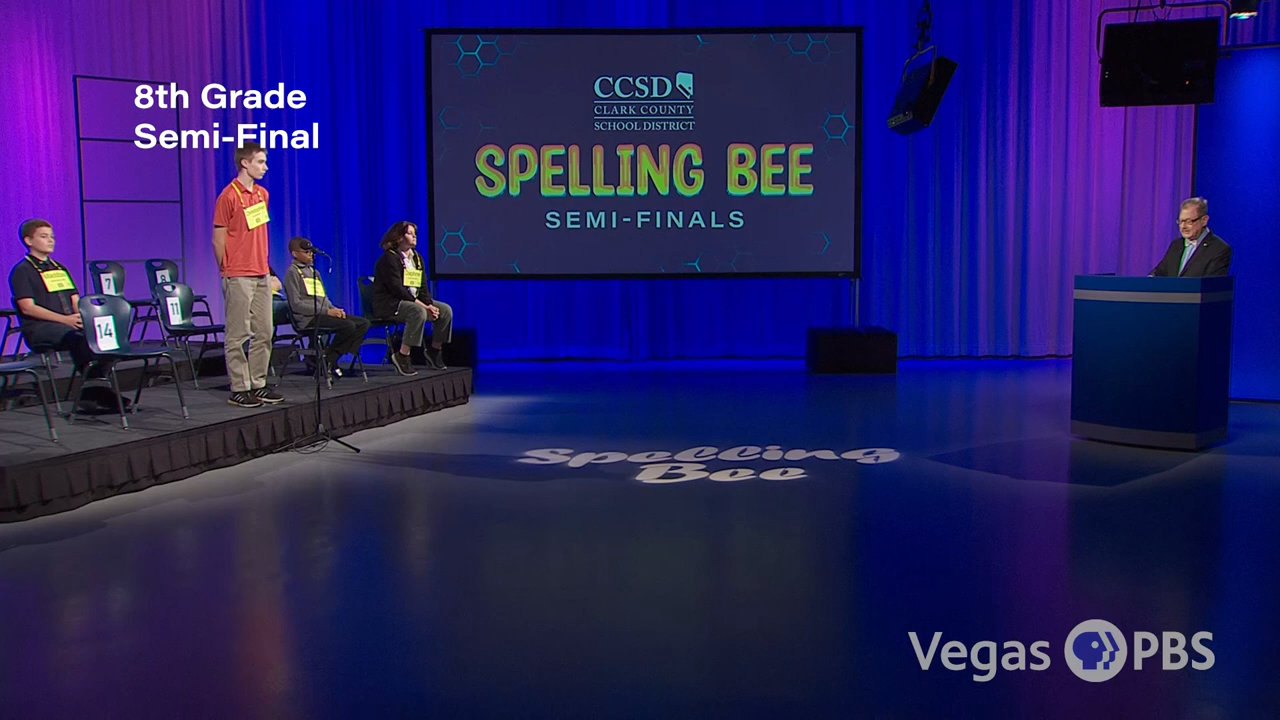 8th Grade
Semi-Final
CCSD
CLARK COUNTY
SCHOOL DISTRICT
SPELLING BEE
SEMI-FINALS
7
8
11
14
Spelling
Bee
Vegas PBS